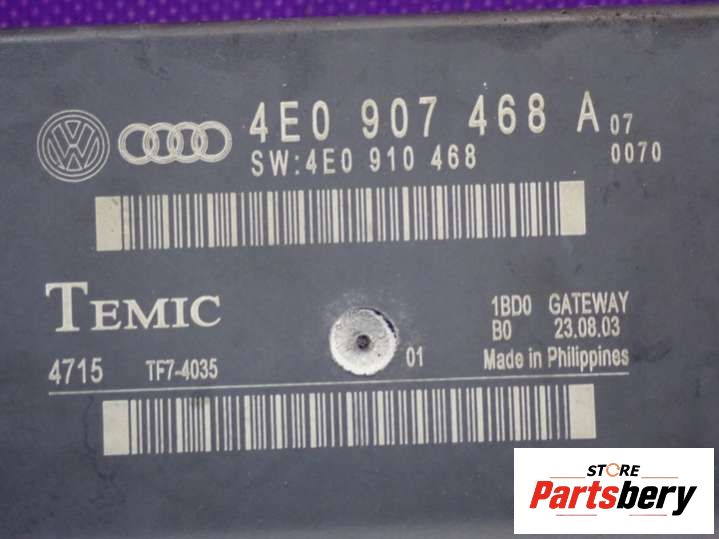 4E0 907 468 A 07
SW:4E0 910 468 0070
TEMIC
1BD0 GATEWAY
B0 23.08.03
4715 TF7-4035 01 Made in Philippines
STORE
Partsbery